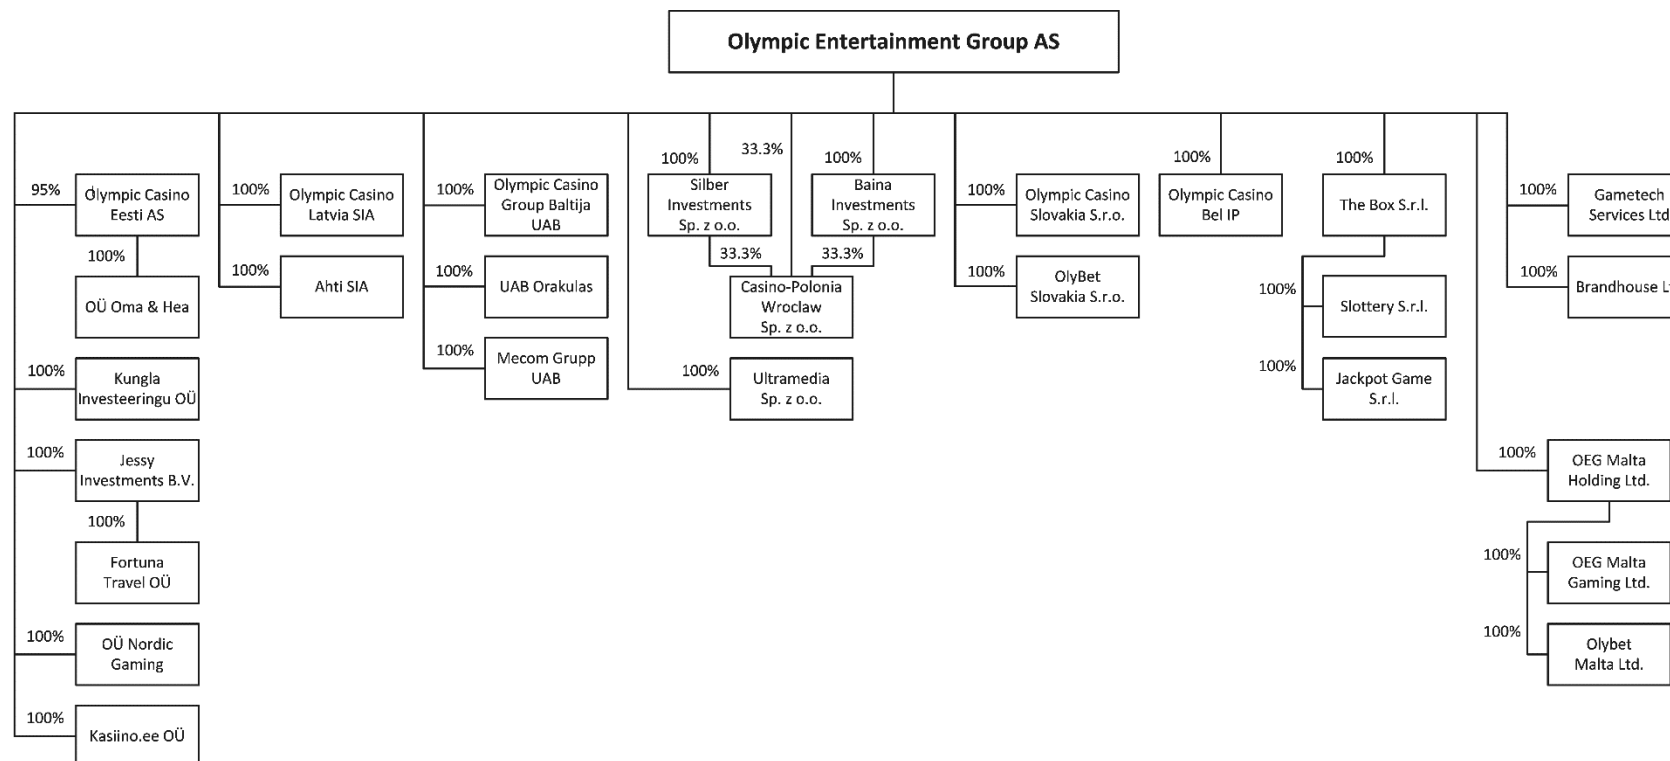 Olympic Entertainment Group AS
95%
Olympic Casino
Eesti AS
100%
OÜ Oma & Hea
100%
Kungla
Investeeringu OÜ
100%
Jessy
Investments B.V.
100%
Fortuna
Travel OÜ
100%
OÜ Nordic
Gaming
100%
Kasiino.ee OÜ
100%
Olympic Casino
Latvia SIA
100%
Ahti SIA
100%
Olympic Casino
Group Baltija
UAB
100%
UAB Orakulas
100%
Mecom Grupp
UAB
100%
Silber
Investments
Sp. z o.o.
33.3%
33.3%
100%
Baina
Investments
Sp. z o.o.
33.3%
Casino-Polonia
Wroclaw
Sp. z o.o.
100%
Ultramedia
Sp. z o.o.
100%
Olympic Casino
Slovakia S.r.o.
100%
OlyBet
Slovakia S.r.o.
100%
Olympic Casino
Bel IP
100%
The Box S.r.l.
100%
Slottery S.r.l.
100%
Jackpot Game
S.r.l.
100%
Gametech
Services Ltd
100%
Brandhouse
100%
OEG Malta
Holding Ltd.
100%
OEG Malta
Gaming Ltd.
100%
Olybet
Malta Ltd.